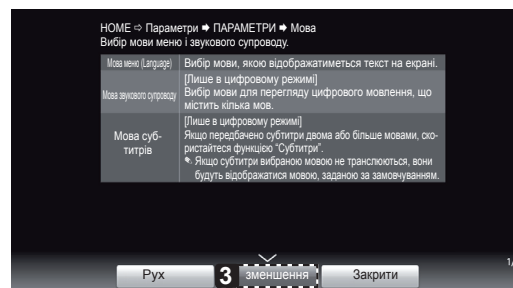 HOME ⇨ Параметри ➡ ПАРАМЕТРИ ➡ Мова
Вибір мови меню і звукового супроводу.
Мова меню (Language) Вибір мови, якою відображатиметься текст на екрані.
Мова звукового супроводу
[Лише в цифровому режимі]
Вибір мови для перегляду цифрового мовлення, що
містить кілька мов.
Мова суб-
титрів
[Лише в цифровому режимі]
Якщо передбачено субтитри двома або більше мовами, ско-
ристайтеся функцією “Субтитри”.
Якщо субтитри вибраною мовою не транслюються, вони
будуть відображатися мовою, заданою за замовчуванням.
1/
Рух 3 зменшення Закрити